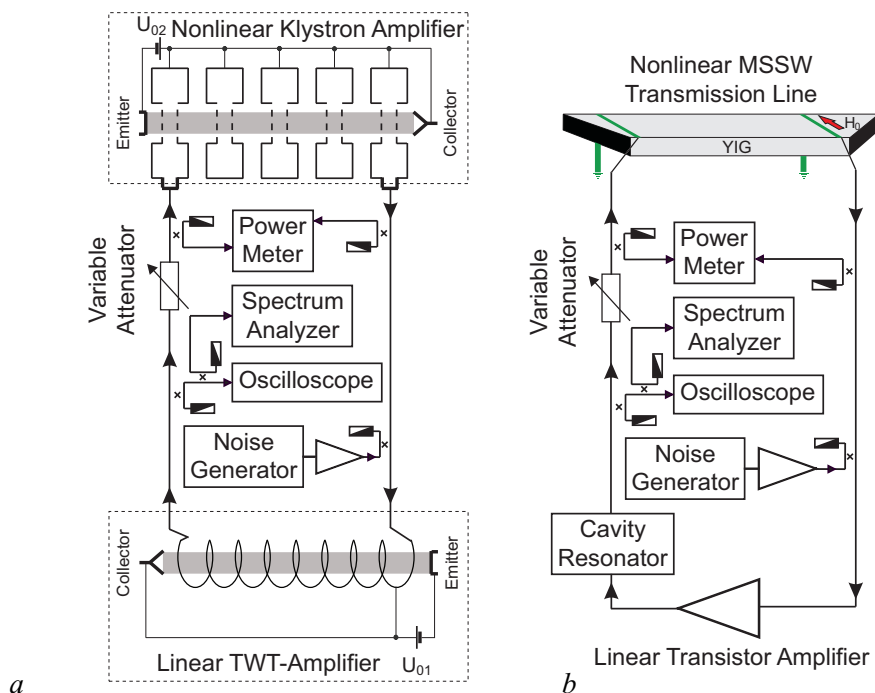 U02
Nonlinear Klystron Amplifier
Emitter
Collector
Variable
Attenuator
Power
Meter
Spectrum
Analyzer
Oscilloscope
Noise
Generator
Collector
Emitter
U01
Linear TWT-Amplifier
a
Nonlinear MSSW
Transmission Line
H0
YIG
Variable
Attenuator
Power
Meter
Spectrum
Analyzer
Oscilloscope
Noise
Generator
Cavity
Resonator
Linear Transistor Amplifier
b